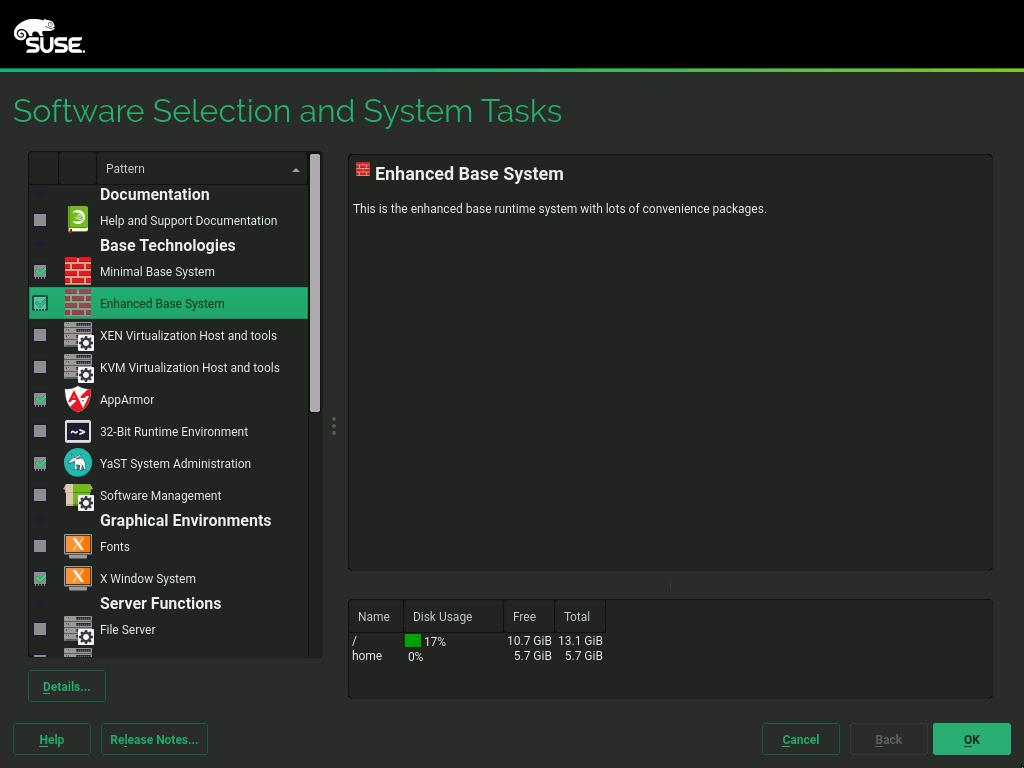 SUSE.
Software Selection and System Tasks
Pattern
Documentation
Help and Support Documentation
Base Technologies
Minimal Base System
Enhanced Base System
XEN Virtualization Host and tools
KVM Virtualization Host and tools
AppArmor
~> 32-Bit Runtime Environment
YaST System Administration
Software Management
Graphical Environments
X Fonts
X X Window System
Server Functions
File Server
Enhanced Base System
This is the enhanced base runtime system with lots of convenience packages.
Name Disk Usage Free Total
/ 17% 10.7 GiB 13.1 GiB
home 0% 5.7 GiB 5.7 GiB
Details...
Help Release Notes... Cancel Back OK